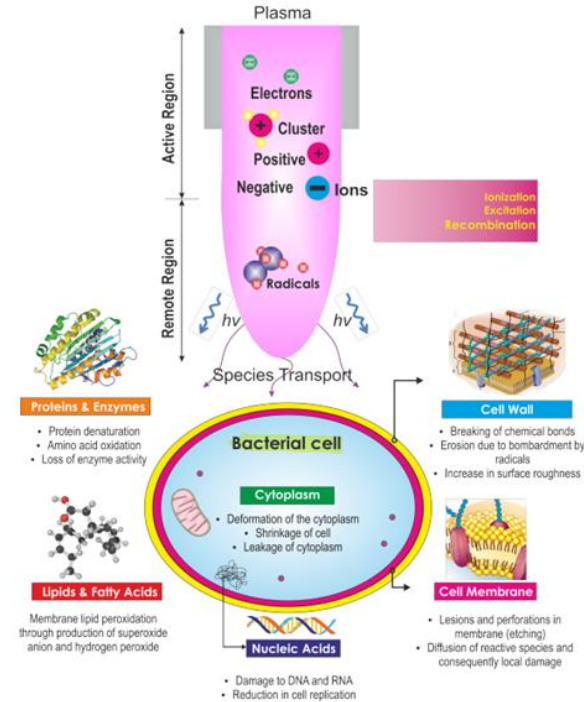 Plasma
Active Region
Electrons
+
Cluster
Positive
+
Negative
Ions
Ionization
Excitation
Recombination
Remote Region
Radicals
hv
hv
Species Transport
Proteins & Enzymes
• Protein denaturation
• Amino acid oxidation
• Loss of enzyme activity
Cell Wall
• Breaking of chemical bonds
• Erosion due to bombardment by
radicals
• Increase in surface roughness
Bacterial cell
Cytoplasm
• Deformation of the cytoplasm
• Shrinkage of cell
• Leakage of cytoplasm
Lipids & Fatty Acids
Membrane lipid peroxidation
through production of superoxide
anion and hydrogen peroxide
Cell Membrane
• Lesions and perforations in
membrane (etching)
• Diffusion of reactive species and
consequently local damage
Nucleic Acids
• Damage to DNA and RNA
• Reduction in cell replication